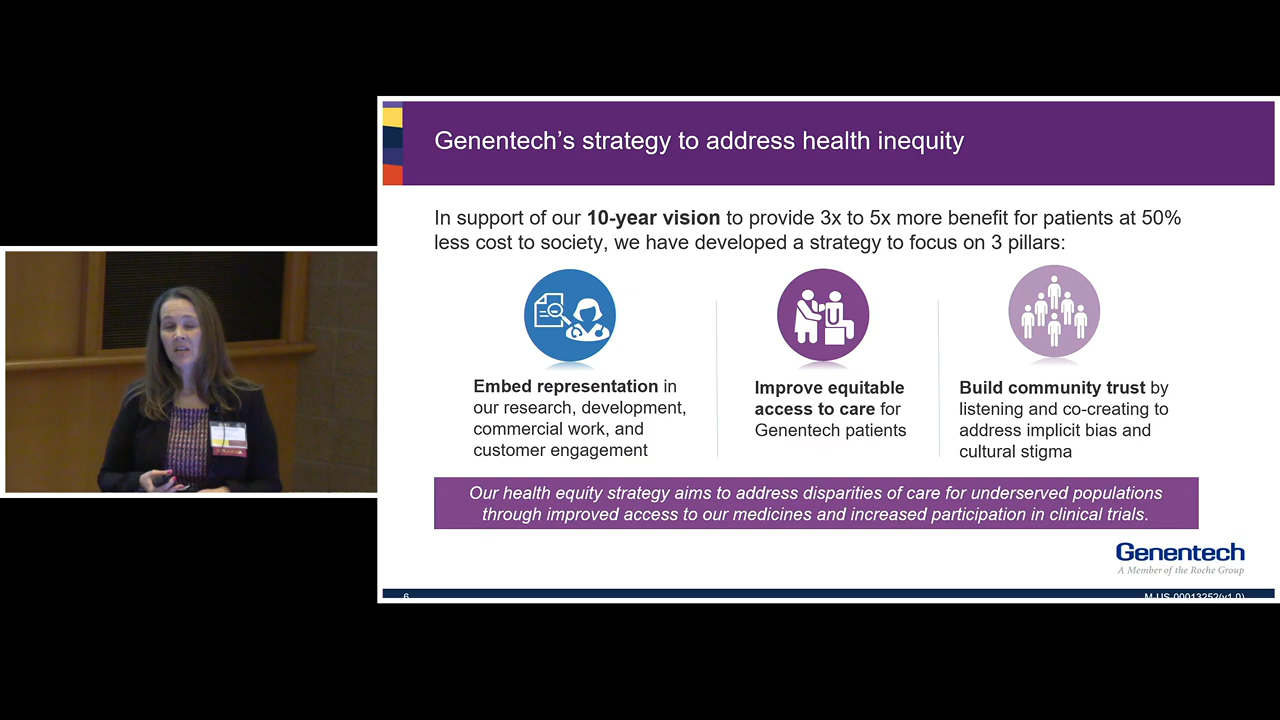 Genentech’s strategy to address health inequity
In support of our 10-year vision to provide 3x to 5x more benefit for patients at 50%
less cost to society, we have developed a strategy to focus on 3 pillars:
Embed representation in
our research, development,
commercial work, and
customer engagement
Improve equitable
access to care for
Genentech patients
Build community trust by
listening and co-creating to
address implicit bias and
cultural stigma
Our health equity strategy aims to address disparities of care for underserved populations
through improved access to our medicines and increased participation in clinical trials.
Genentech
A Member of the Roche Group
6
M-US-00013252(v1.0)